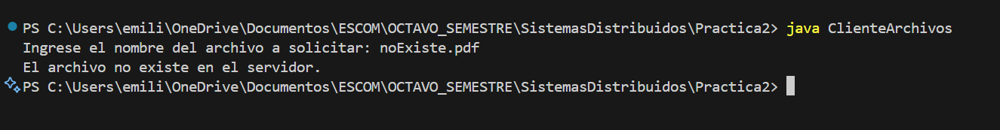 PS C:\Users\emili\OneDrive\Documentos\ESCOM\OCTAVO_SEMESTRE\SistemasDistribuidos\Practica2> java ClienteArchivos
Ingrese el nombre del archivo a solicitar: noExiste.pdf
El archivo no existe en el servidor.
PS C:\Users\emili\OneDrive\Documentos\ESCOM\OCTAVO_SEMESTRE\SistemasDistribuidos\Practica2>